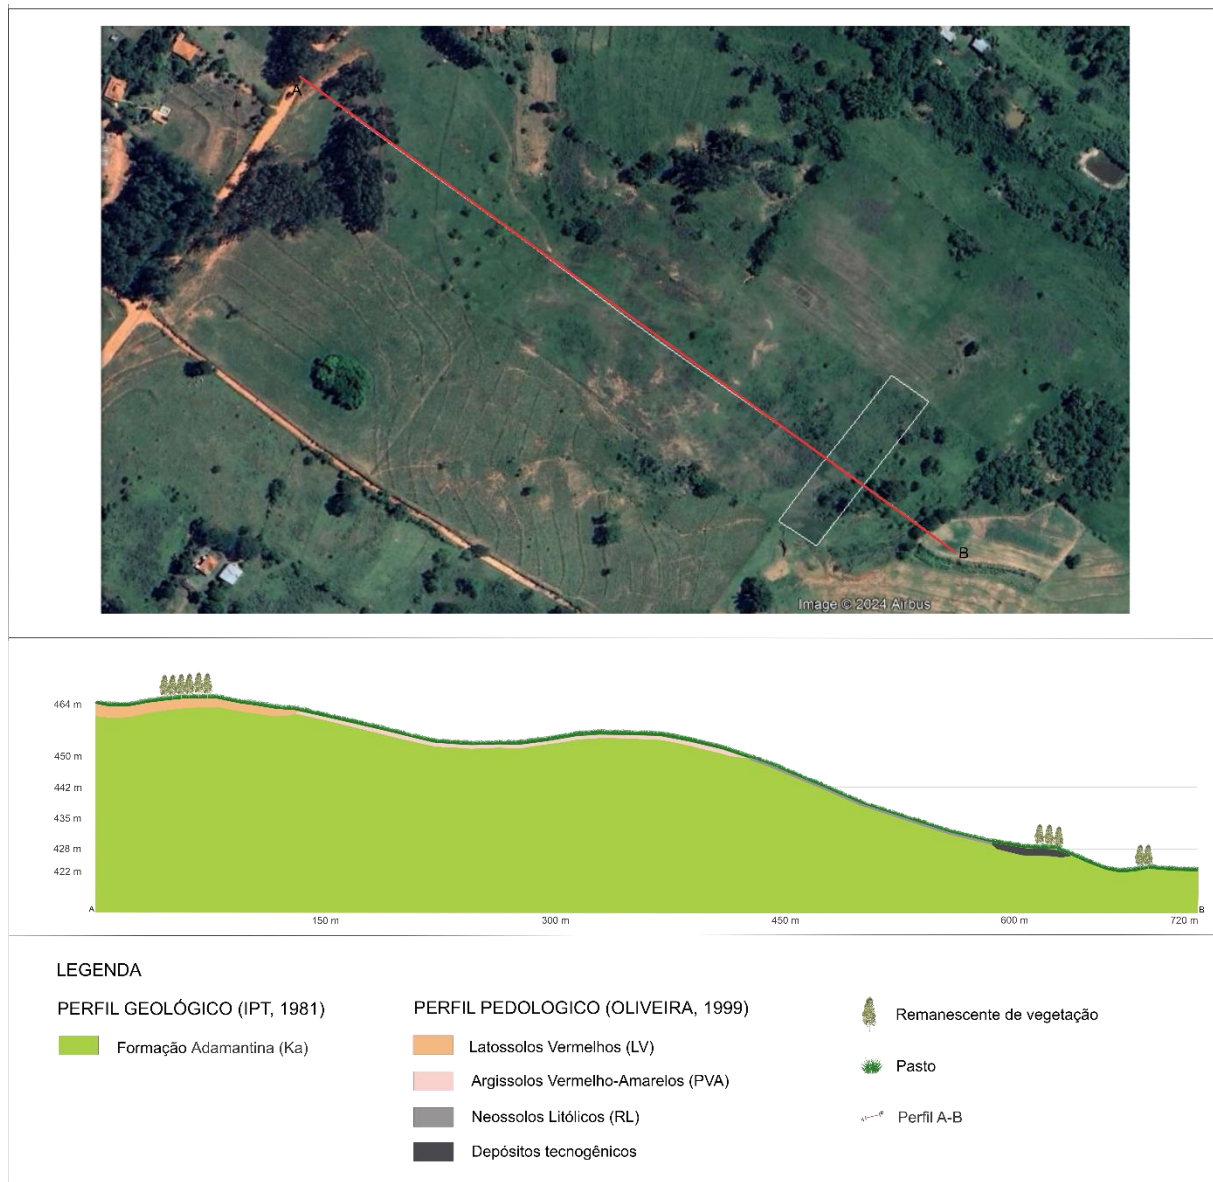 A
B
Image © 2024 Airbus
464 m
450 m
442 m
435 m
428 m
422 m
A
B
150 m
300 m
450 m
600 m
720 m
LEGENDA
PERFIL GEOLÓGICO (IPT, 1981)
Formação Adamantina (Ka)
PERFIL PEDOLOGICO (OLIVEIRA, 1999)
Latossolos Vermelhos (LV)
Argissolos Vermelho-Amarelos (PVA)
Neossolos Litólicos (RL)
Depósitos tecnogênicos
Remanescente de vegetação
Pasto
Perfil A-B